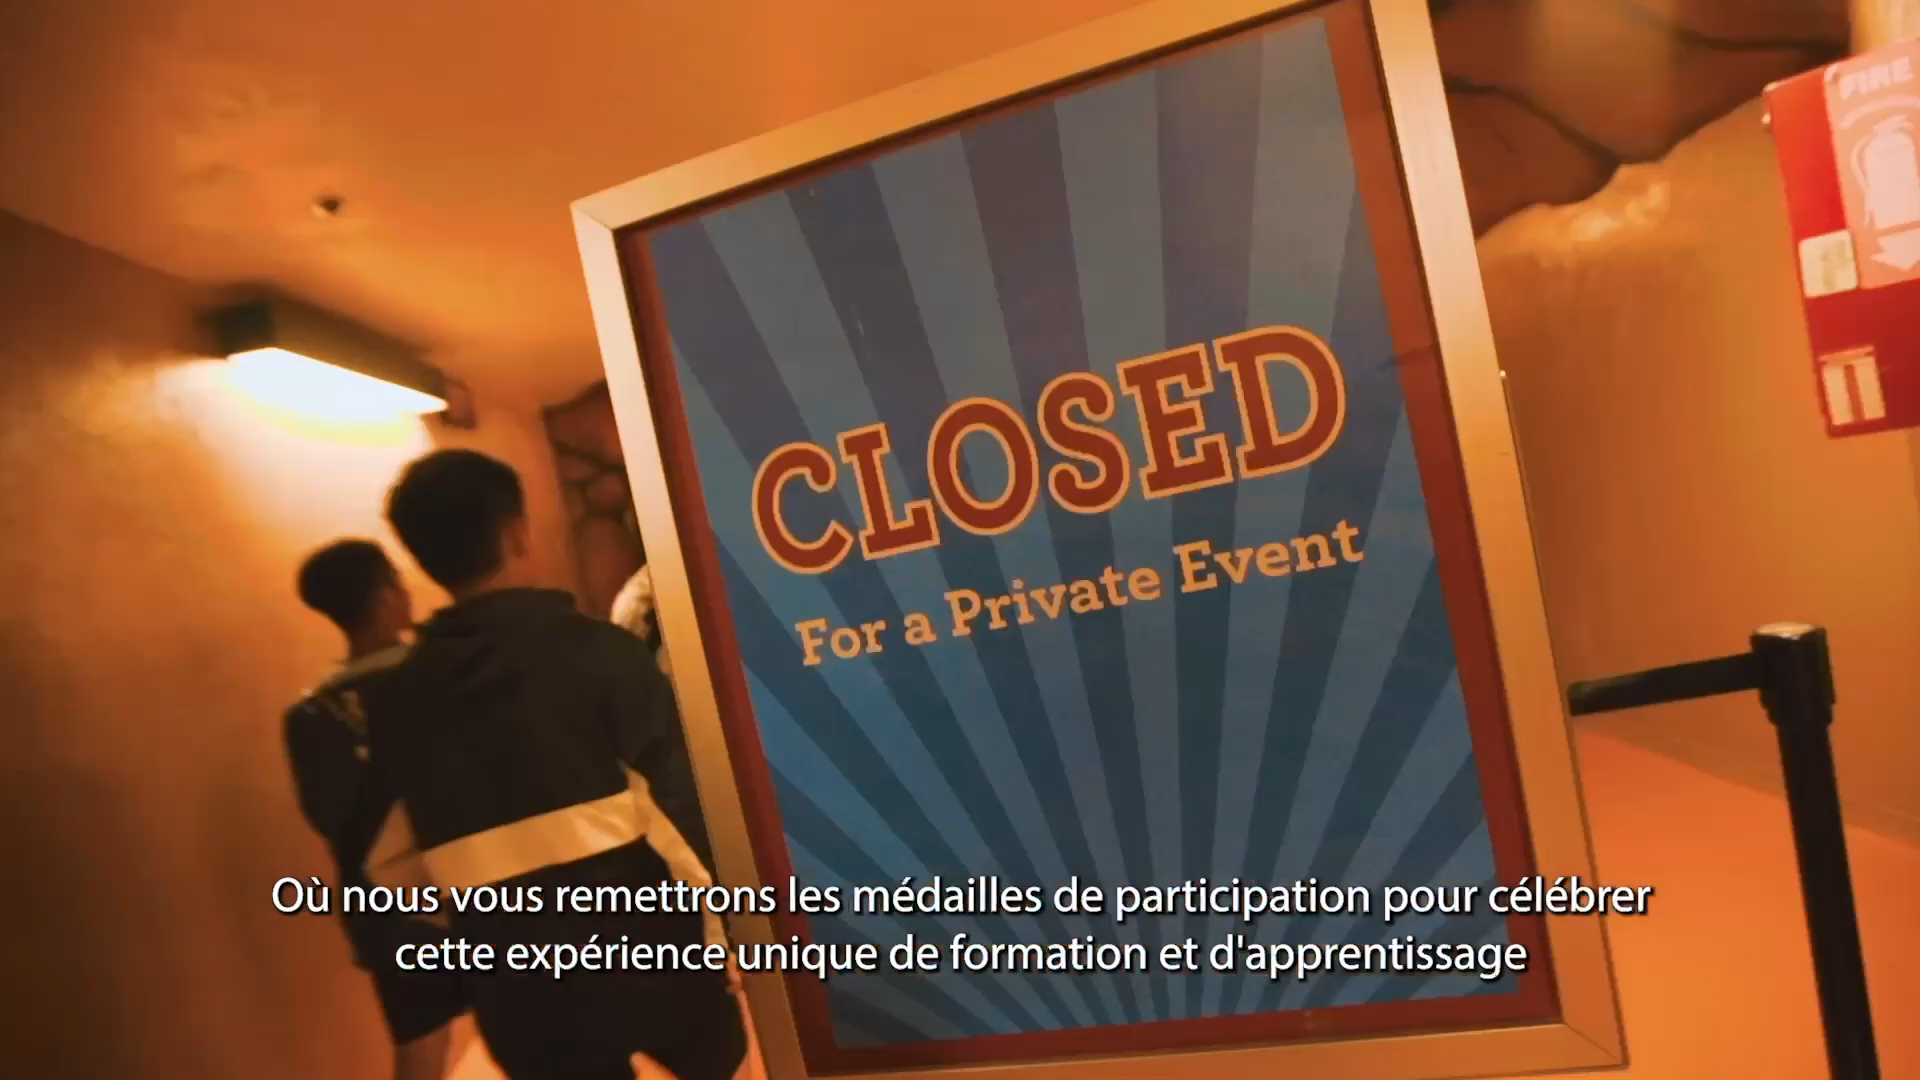 FIRE
CLOSED
For a Private Event
Où nous vous remettrons les médailles de participation pour célébrer
cette expérience unique de formation et d'apprentissage